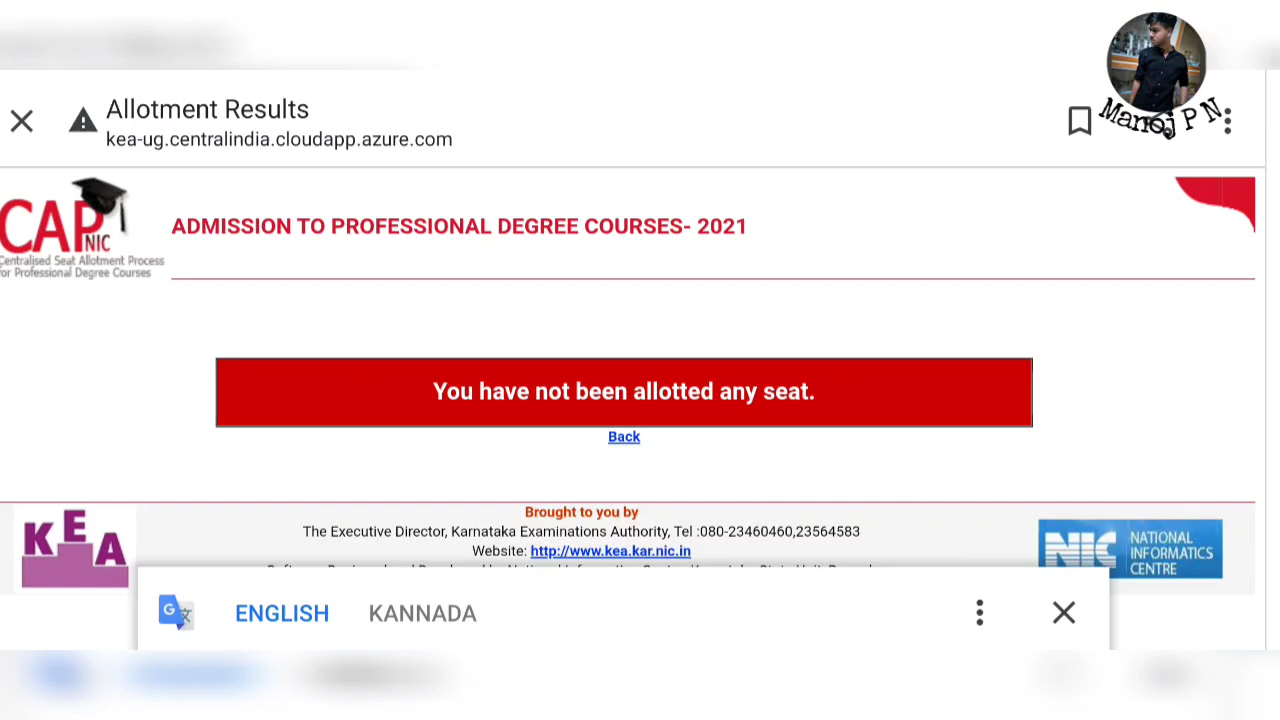 Allotment Results
kea-ug.centralindia.cloudapp.azure.com
Manoj P N
CAP
NIC
Centralised Seat Allotment Process
for Professional Degree Courses
ADMISSION TO PROFESSIONAL DEGREE COURSES- 2021
You have not been allotted any seat.
Back
Brought to you by
The Executive Director, Karnataka Examinations Authority, Tel :080-23460460,23564583
Website: http://www.kea.kar.nic.in
KEA
NIC
NATIONAL
INFORMATICS
CENTRE
G
ENGLISH KANNADA